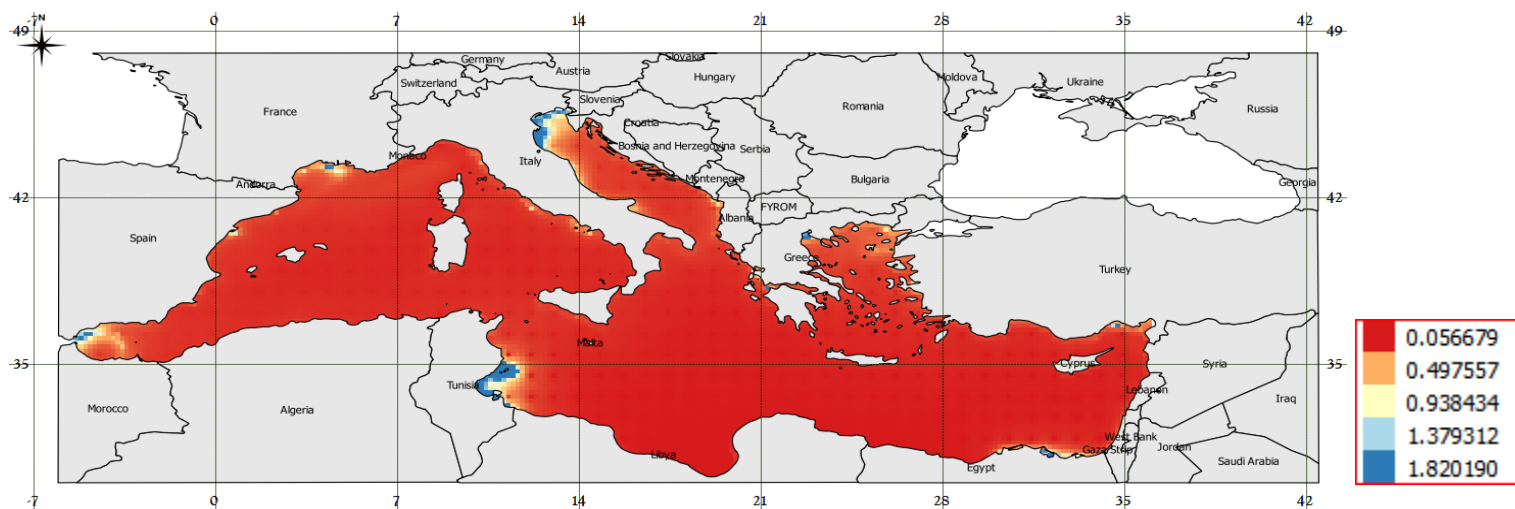 -7 0 7 14 21 28 35 42
N
49 49
Germany
Slovakia
Austria
Switzerland
Hungary
Moldova
Ukraine
France
Slovenia
Romania
Russia
Croatia
Bosnia and Herzegovina
Serbia
Monaco
Italy
Andorra
Montenegro
Bulgaria
Georgia
42 42
FYROM
Albania
Spain
Greece
Turkey
0.056679
Malta
35 35
Cyprus
Syria
0.497557
Tunisia
Lebanon
Iraq
0.938434
Morocco
Algeria
1.379312
West Bank
Gaza Strip
Jordan
Libya
Egypt
Saudi Arabia
1.820190
-7 0 7 14 21 28 35 42